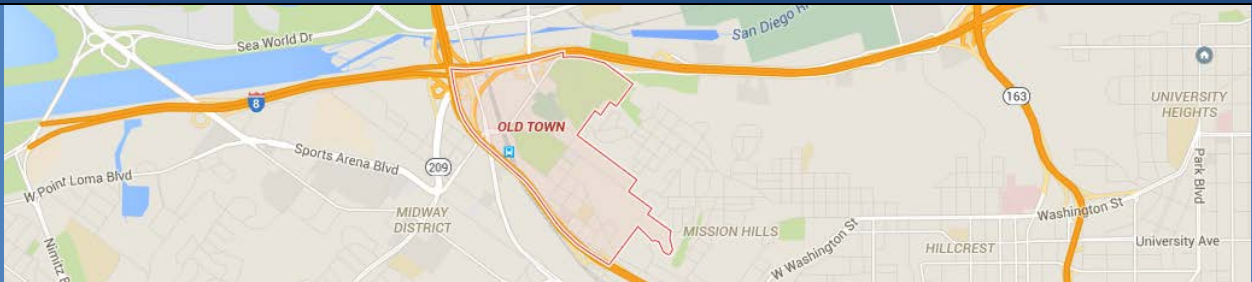 Sea World Dr
San Diego
8
163
UNIVERSITY
HEIGHTS
OLD TOWN
Sports Arena Blvd
209
W Point Loma Blvd
Park Blvd
MIDWAY
DISTRICT
MISSION HILLS
Washington St
W Washington St
HILLCREST
University Ave
Nimitz